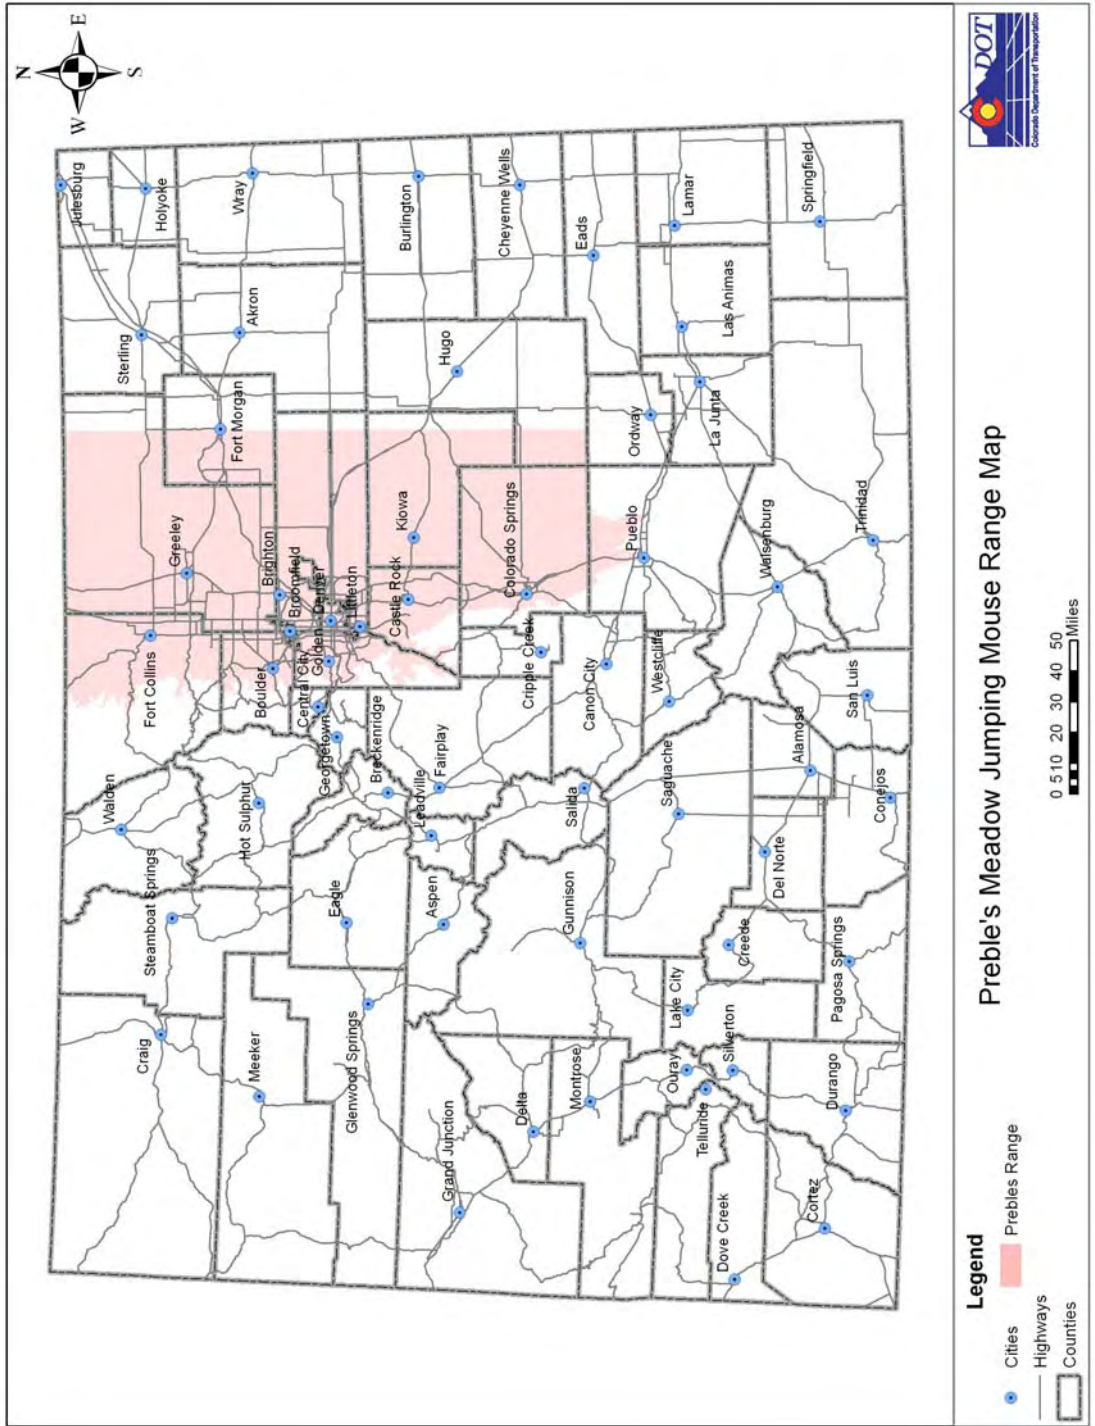 N
W
E
S
Julesburg
Holyoke
Sterling
Wray
Akron
Fort Morgan
Greeley
Fort Collins
Walden
Steamboat Springs
Craig
Meeker
Hot Sulphur
Boulder
Brighton
Broomfield
Denver
Central City
Golden
Littleton
Georgetown
Breckenridge
Eagle
Glenwood Springs
Burlington
Hugo
Kiowa
Castle Rock
Fairplay
Leadville
Aspen
Grand Junction
Cheyenne Wells
Colorado Springs
Cripple Creek
Delta
Eads
Salida
Gunnison
Montrose
Canon City
Pueblo
Ordway
Westcliffe
Lamar
Las Animas
La Junta
Saguache
Lake City
Ouray
Telluride
Silverton
Creede
Dove Creek
Walsenburg
Del Norte
Alamosa
Springfield
Trinidad
San Luis
Conejos
Pagosa Springs
Durango
Cortez
Legend
Cities
Prebles Range
Highways
Counties
Preble's Meadow Jumping Mouse Range Map
0 5 10 20 30 40 50
Miles
DOT
Colorado Department of Transportation